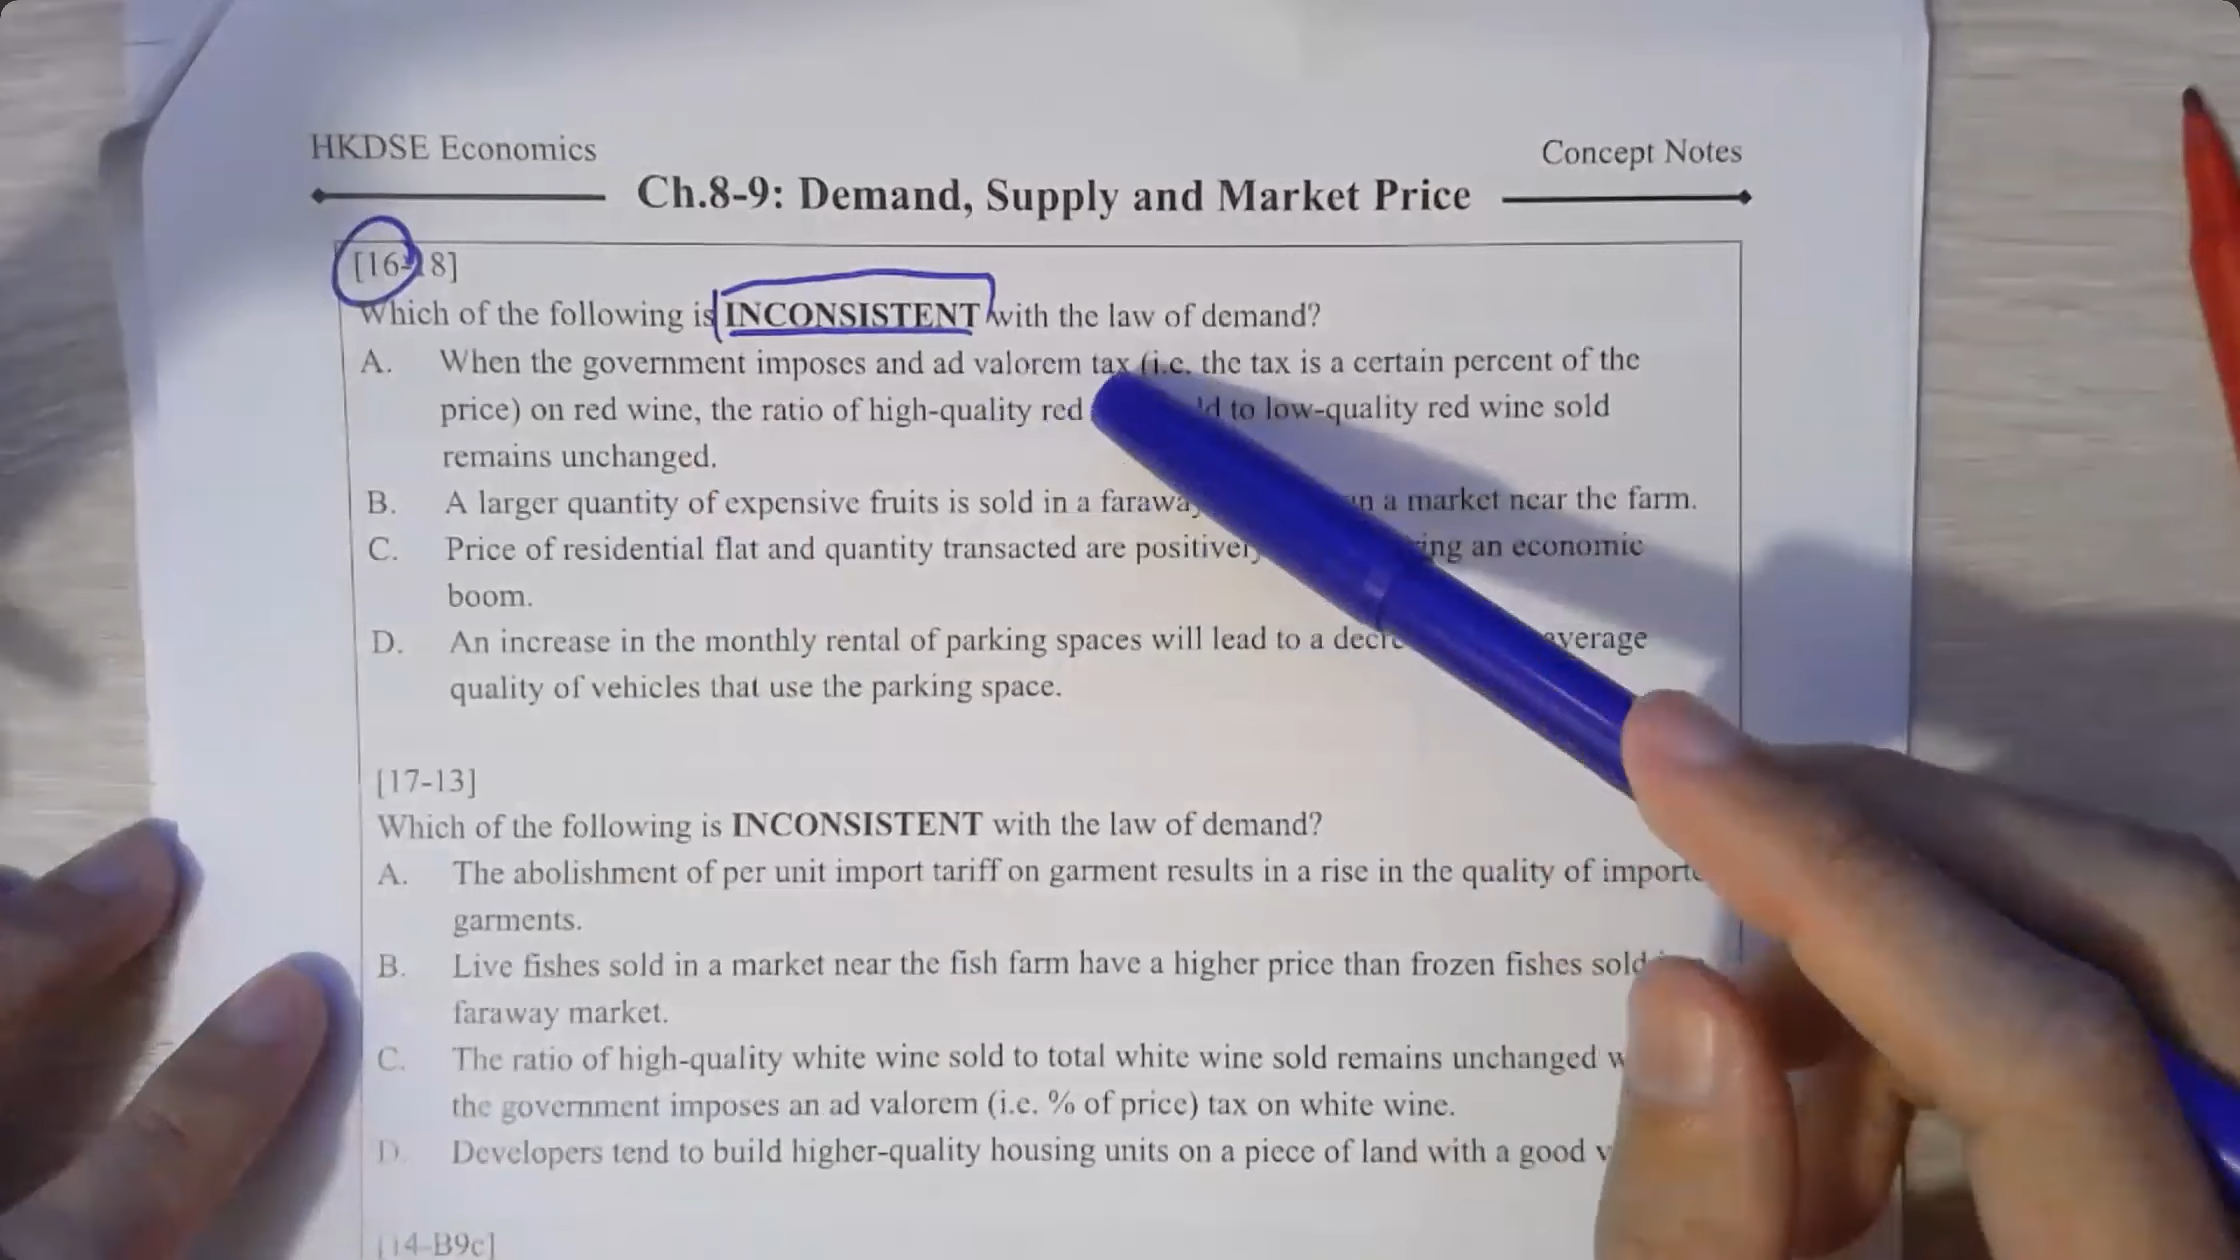 HKDSE Economics
Concept Notes
Ch.8-9: Demand, Supply and Market Price
[16-18]
Which of the following is INCONSISTENT with the law of demand?
A. When the government imposes and ad valorem tax (i.e. the tax is a certain percent of the
price) on red wine, the ratio of high-quality red to low-quality red wine sold
remains unchanged.
B. A larger quantity of expensive fruits is sold in a faraway a market near the farm.
C. Price of residential flat and quantity transacted are positively an economic
boom.
D. An increase in the monthly rental of parking spaces will lead to a average
quality of vehicles that use the parking space.
[17-13]
Which of the following is INCONSISTENT with the law of demand?
A. The abolishment of per unit import tariff on garment results in a rise in the quality of
garments.
B. Live fishes sold in a market near the fish farm have a higher price than frozen fishes sold
faraway market.
C. The ratio of high-quality white wine sold to total white wine sold remains unchanged
the government imposes an ad valorem (i.e. % of price) tax on white wine.
D. Developers tend to build higher-quality housing units on a piece of land with a good
[14-B9c]